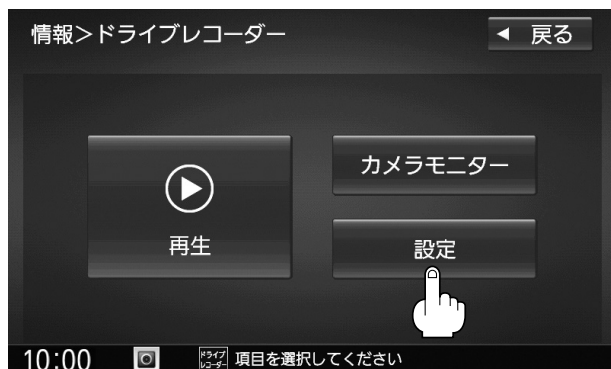 情報＞ドライブレコーダー
◀ 戻る
カメラモニター
再生
設定
10:00 ドライブレコーダー 項目を選択してください